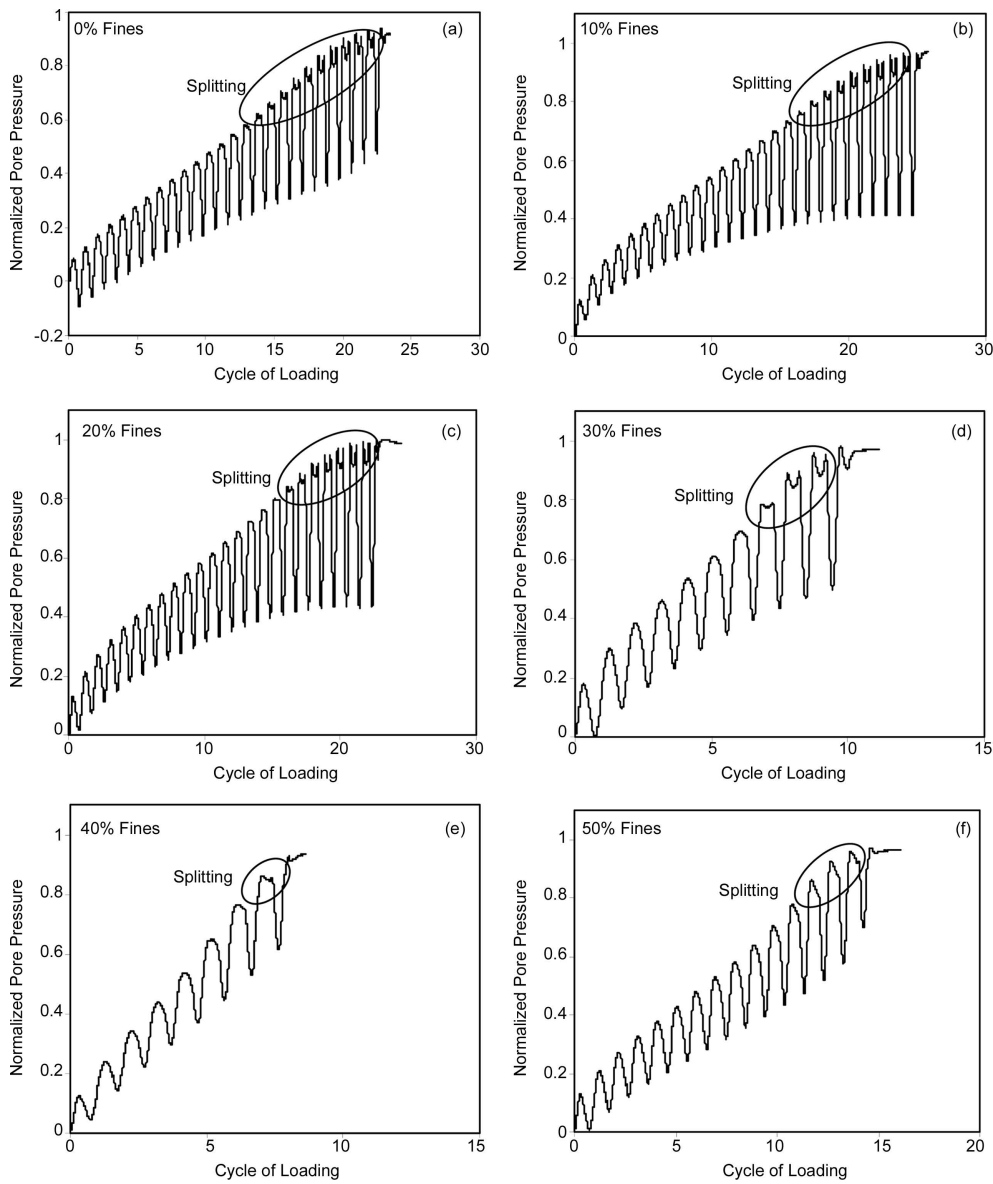 0% Fines
(a)
Splitting
Normalized Pore Pressure
0.8
0.6
0.4
0.2
0
-0.2
0 5 10 15 20 25 30
Cycle of Loading
10% Fines
(b)
Splitting
Normalized Pore Pressure
1
0.8
0.6
0.4
0.2
0
0 10 20 30
Cycle of Loading
20% Fines
(c)
Splitting
Normalized Pore Pressure
1
0.8
0.6
0.4
0.2
0
0 10 20 30
Cycle of Loading
30% Fines
(d)
Splitting
Normalized Pore Pressure
1
0.8
0.6
0.4
0.2
0
0 5 10 15
Cycle of Loading
40% Fines
(e)
Splitting
Normalized Pore Pressure
1
0.8
0.6
0.4
0.2
0
0 5 10 15
Cycle of Loading
50% Fines
(f)
Splitting
Normalized Pore Pressure
1
0.8
0.6
0.4
0.2
0
0 5 10 15 20
Cycle of Loading